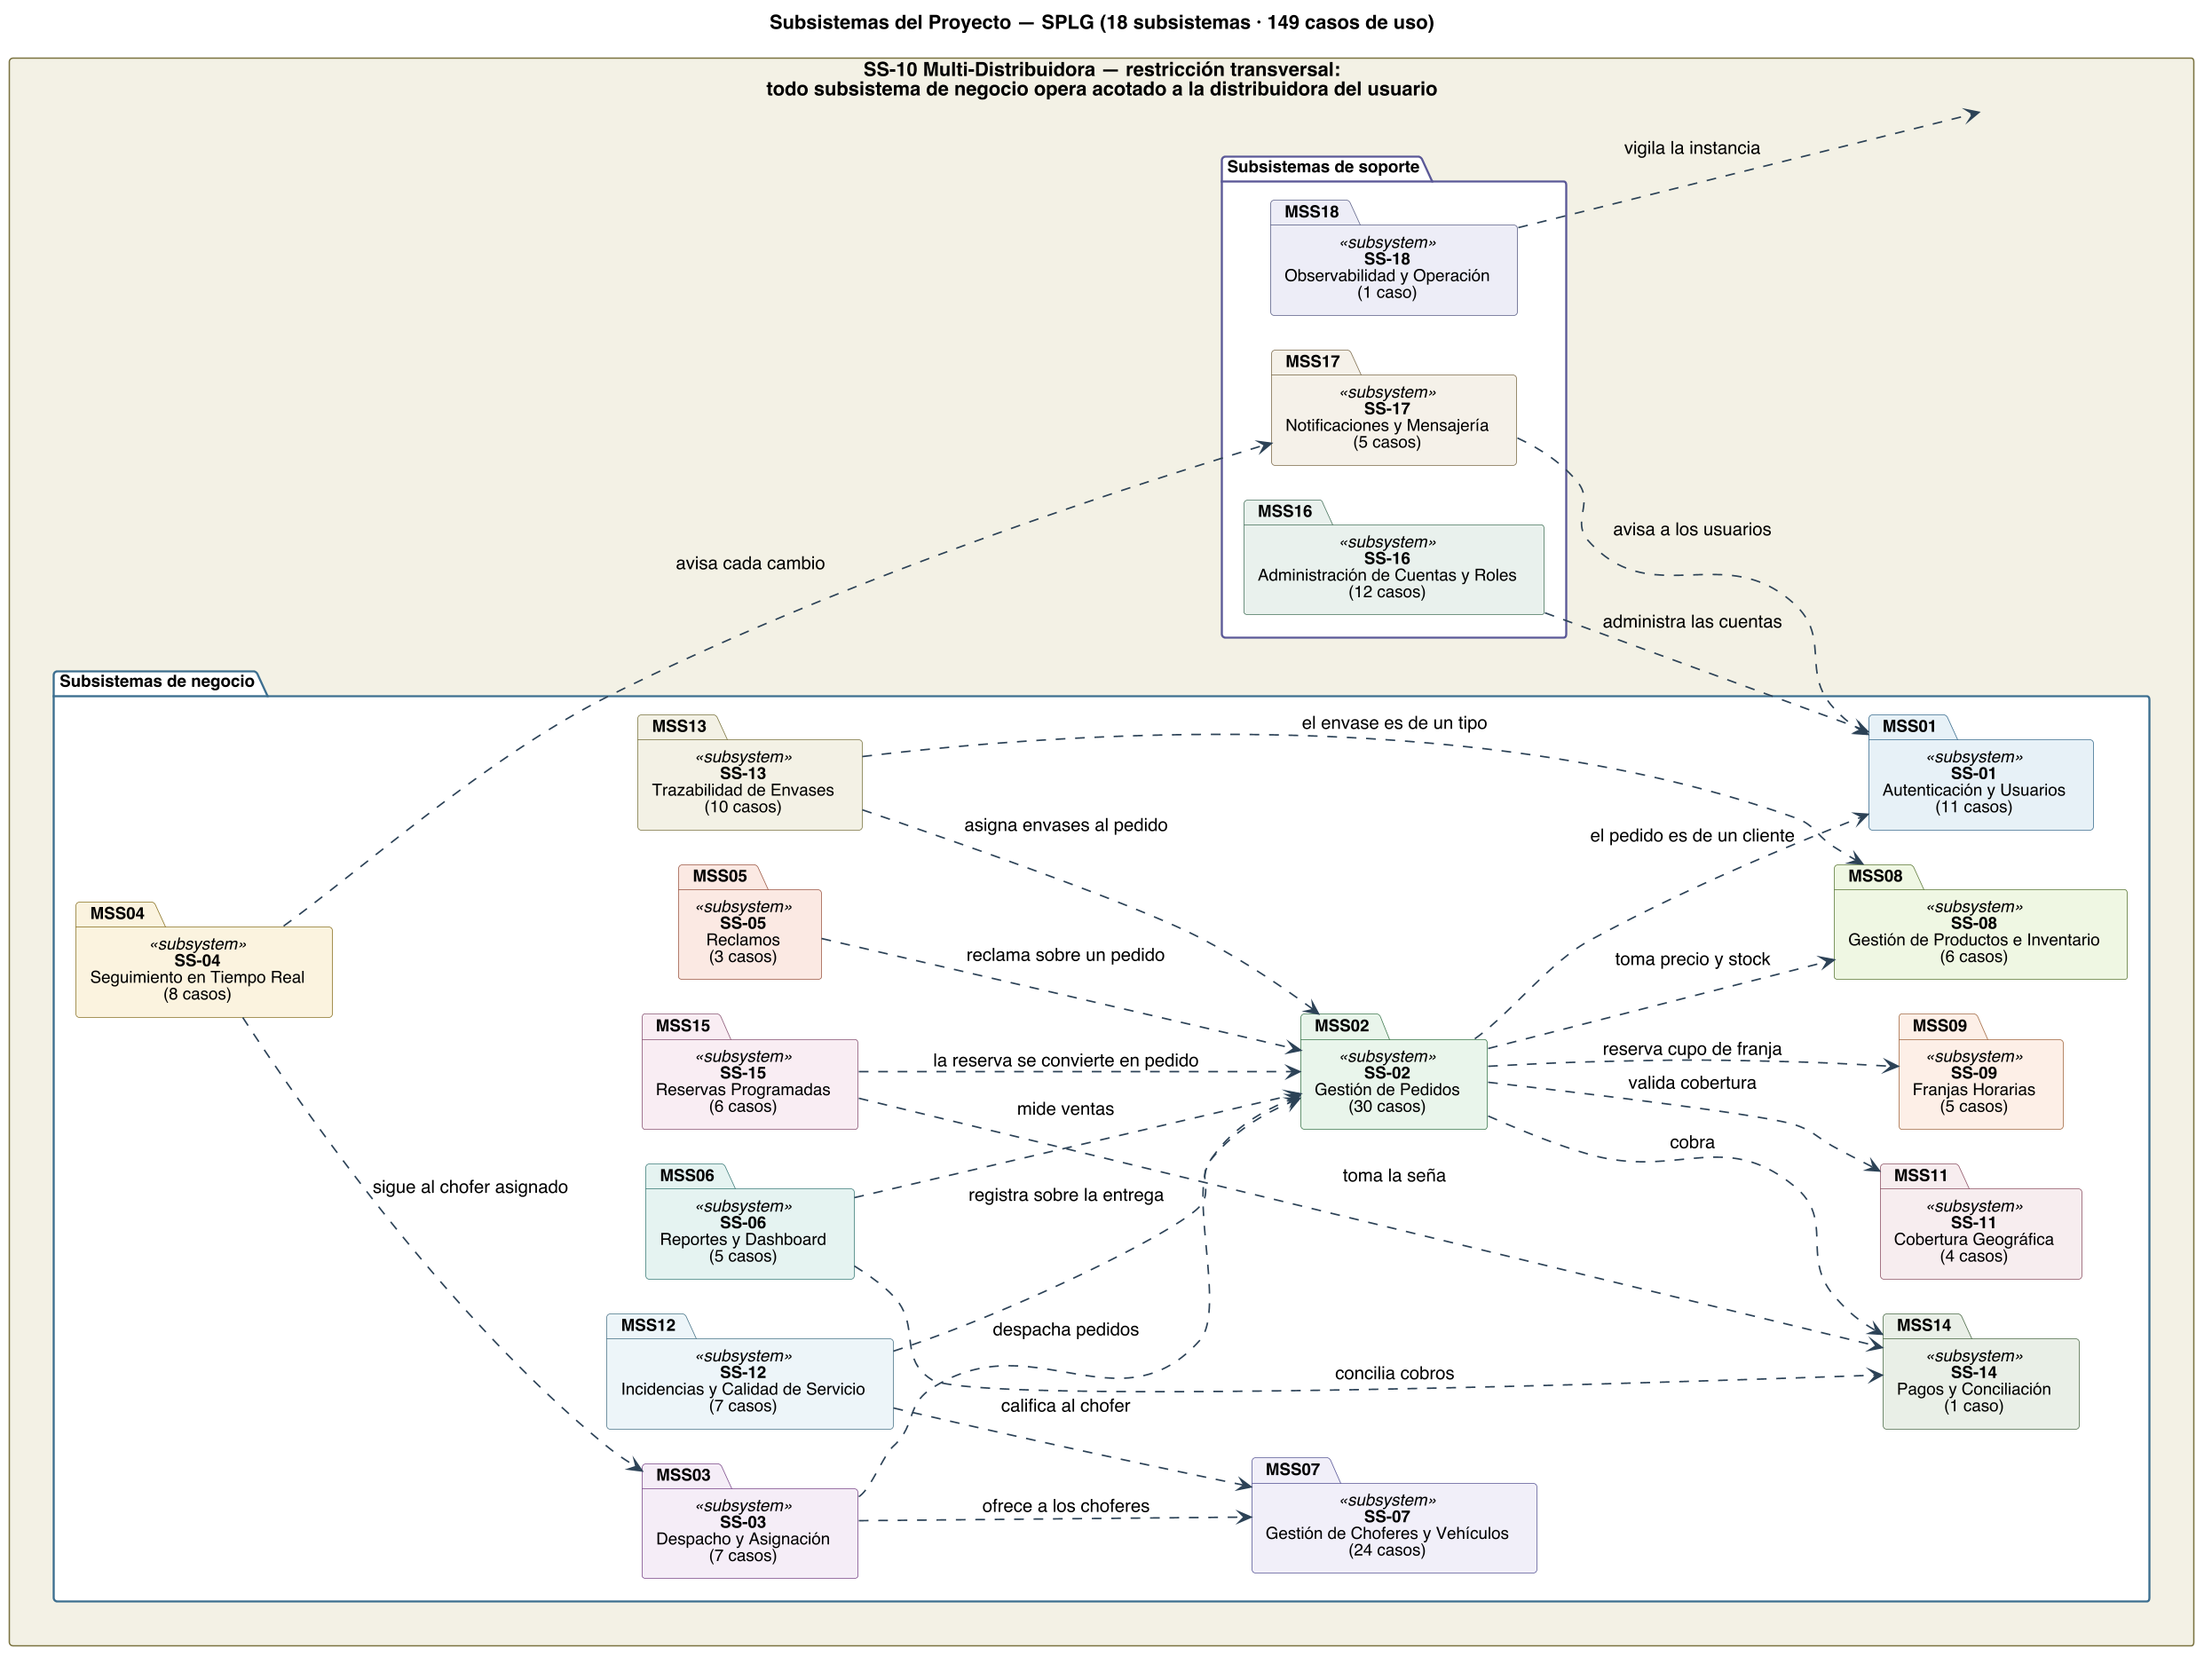 Subsistemas del Proyecto — SPLG (18 subsistemas · 149 casos de uso)
SS-10 Multi-Distribuidora — restricción transversal:
todo subsistema de negocio opera acotado a la distribuidora del usuario
vigila la instancia
Subsistemas de soporte
MSS18
«subsystem»
SS-18
Observabilidad y Operación
(1 caso)
MSS17
«subsystem»
SS-17
Notificaciones y Mensajería
(5 casos)
MSS16
«subsystem»
SS-16
Administración de Cuentas y Roles
(12 casos)
avisa a los usuarios
avisa cada cambio
administra las cuentas
Subsistemas de negocio
MSS04
«subsystem»
SS-04
Seguimiento en Tiempo Real
(8 casos)
sigue al chofer asignado
MSS13
«subsystem»
SS-13
Trazabilidad de Envases
(10 casos)
MSS05
«subsystem»
SS-05
Reclamos
(3 casos)
MSS15
«subsystem»
SS-15
Reservas Programadas
(6 casos)
MSS06
«subsystem»
SS-06
Reportes y Dashboard
(5 casos)
MSS12
«subsystem»
SS-12
Incidencias y Calidad de Servicio
(7 casos)
MSS03
«subsystem»
SS-03
Despacho y Asignación
(7 casos)
el envase es de un tipo
asigna envases al pedido
reclama sobre un pedido
la reserva se convierte en pedido
mide ventas
registra sobre la entrega
toma la seña
despacha pedidos
concilia cobros
califica al chofer
ofrece a los choferes
MSS02
«subsystem»
SS-02
Gestión de Pedidos
(30 casos)
MSS07
«subsystem»
SS-07
Gestión de Choferes y Vehículos
(24 casos)
el pedido es de un cliente
toma precio y stock
reserva cupo de franja
valida cobertura
cobra
MSS01
«subsystem»
SS-01
Autenticación y Usuarios
(11 casos)
MSS08
«subsystem»
SS-08
Gestión de Productos e Inventario
(6 casos)
MSS09
«subsystem»
SS-09
Franjas Horarias
(5 casos)
MSS11
«subsystem»
SS-11
Cobertura Geográfica
(4 casos)
MSS14
«subsystem»
SS-14
Pagos y Conciliación
(1 caso)